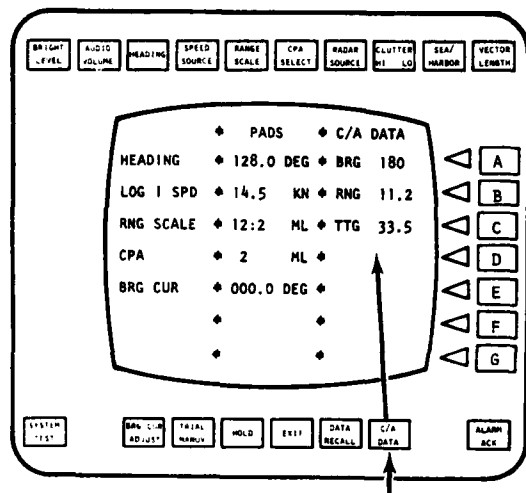 BRIGHT LEVEL
AUDIO VOLUME
HEADING
SPEED SOURCE
RANGE SCALE
CPA SELECT
RADAR SOURCE
CLUTTER HI LO
SEA/ HARBOR
VECTOR LENGTH
PADS C/A DATA
HEADING 128.0 DEG BRG 180
LOG I SPD 14.5 KN RNG 11.2
RNG SCALE 12:2 ML TTG 33.5
CPA 2 ML
BRG CUR 000.0 DEG
A
B
C
D
E
F
G
SYSTEM TEST
BRG CUR ADJUST
TRIAL MANUV
HOLD
EXIT
DATA RECALL
C/A DATA
ALARM ACK